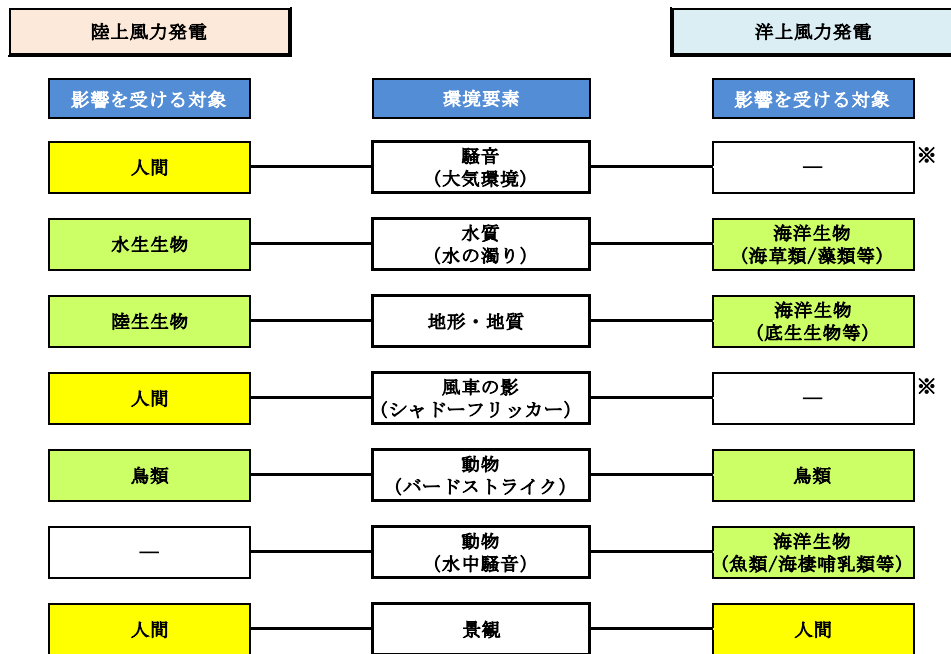 陸上風力発電
洋上風力発電
影響を受ける対象
環境要素
影響を受ける対象
人間
騒音
(大気環境)
―
※
水生生物
水質
(水の濁り)
海洋生物
(海草類/藻類等)
陸生生物
地形・地質
海洋生物
(底生生物等)
人間
風車の影
(シャドーフリッカー)
―
※
鳥類
動物
(バードストライク)
鳥類
―
動物
(水中騒音)
海洋生物
(魚類/海棲哺乳類等)
人間
景観
人間